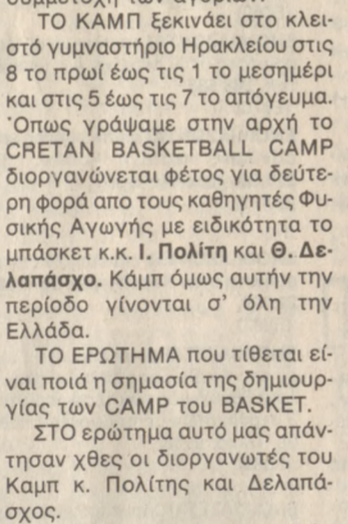 συμμετοχή των αγοριών.
ΤΟ ΚΑΜΠ ξεκινάει στο κλει-
στό γυμναστήριο Ηρακλείου στις
8 το πρωί έως τις 1 το μεσημέρι
και στις 5 έως τις 7 το απόγευμα.
Όπως γράψαμε στην αρχή το
CRETAN BASKETBALL CAMP
διοργανώνεται φέτος για δεύτε-
ρη φορά απο τους καθηγητές Φυ-
σικής Αγωγής με ειδικότητα το
μπάσκετ κ.κ. Ι. Πολίτη και Θ. Δε-
λαπάσχο. Κάμπ όμως αυτήν την
περίοδο γίνονται σ' όλη την
Ελλάδα.
ΤΟ ΕΡΩΤΗΜΑ που τίθεται εί-
ναι ποιά η σημασία της δημιουρ-
γίας των CAMP του BASKET.
ΣΤΟ ερώτημα αυτό μας απάν-
τησαν χθες οι διοργανωτές του
Καμπ κ. Πολίτης και Δελαπά-
σχος.